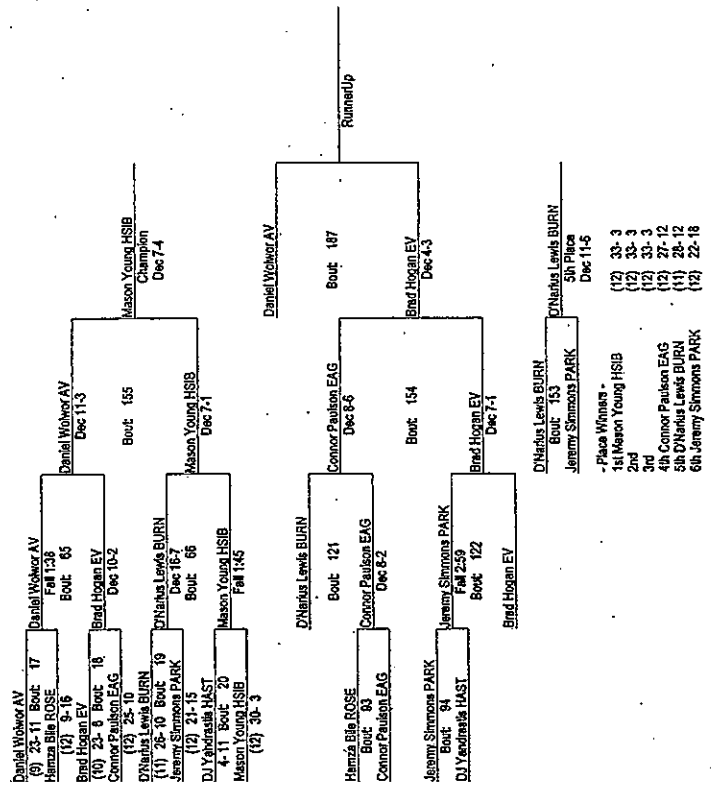 Daniel Wolwor AV
(9) 23- 11 Bout: 17
Hamza Bile ROSE
(12) 9-16
Brad Hogan EV
(10) 23- 6 Bout: 18
Connor Paulson EAG
(12) 25- 10
D'Narius Lewis BURN
(11) 26-10 Bout: 19
Jeremy Simmons PARK
(12) 21- 15
DJ Yahdrastia HAST
4- 11 Bout: 20
Mason Young HSIB
(12) 30- 3
Daniel Wolwor AV
Fall 1:38
Bout: 65
Brad Hogan EV
Dec 10-2
D'Narius Lewis BURN
Dec 16-7
Bout: 66
Mason Young HSIB
Fall 1:45
Daniel Wolwor AV
Dec 11-3
Bout: 155
Mason Young HSIB
Dec 7-1
Mason Young HSIB
Champion
Dec 7-4
Hamza Bile ROSE
Bout: 93
Connor Paulson EAG
Jeremy Simmons PARK
Bout: 94
DJ Yahdrastia HAST
D'Narius Lewis BURN
Bout: 121
Connor Paulson EAG
Dec 8-2
Jeremy Simmons PARK
Fall 2:59
Bout: 122
Brad Hogan EV
Connor Paulson EAG
Dec 8-6
Bout: 154
Brad Hogan EV
Dec 7-1
Daniel Wolwor AV
Bout: 187
Brad Hogan EV
Dec 4-3
RunnerUp
D'Narius Lewis BURN
Bout: 153
Jeremy Simmons PARK
D'Narius Lewis BURN
5th Place
Dec 11-5
- Place Winners -
1st Mason Young HSIB (12) 33- 3
2nd (12) 33- 3
3rd (12) 33- 3
4th Connor Paulson EAG (12) 27- 12
5th D'Narius Lewis BURN (11) 28- 12
6th Jeremy Simmons PARK (12) 22- 18